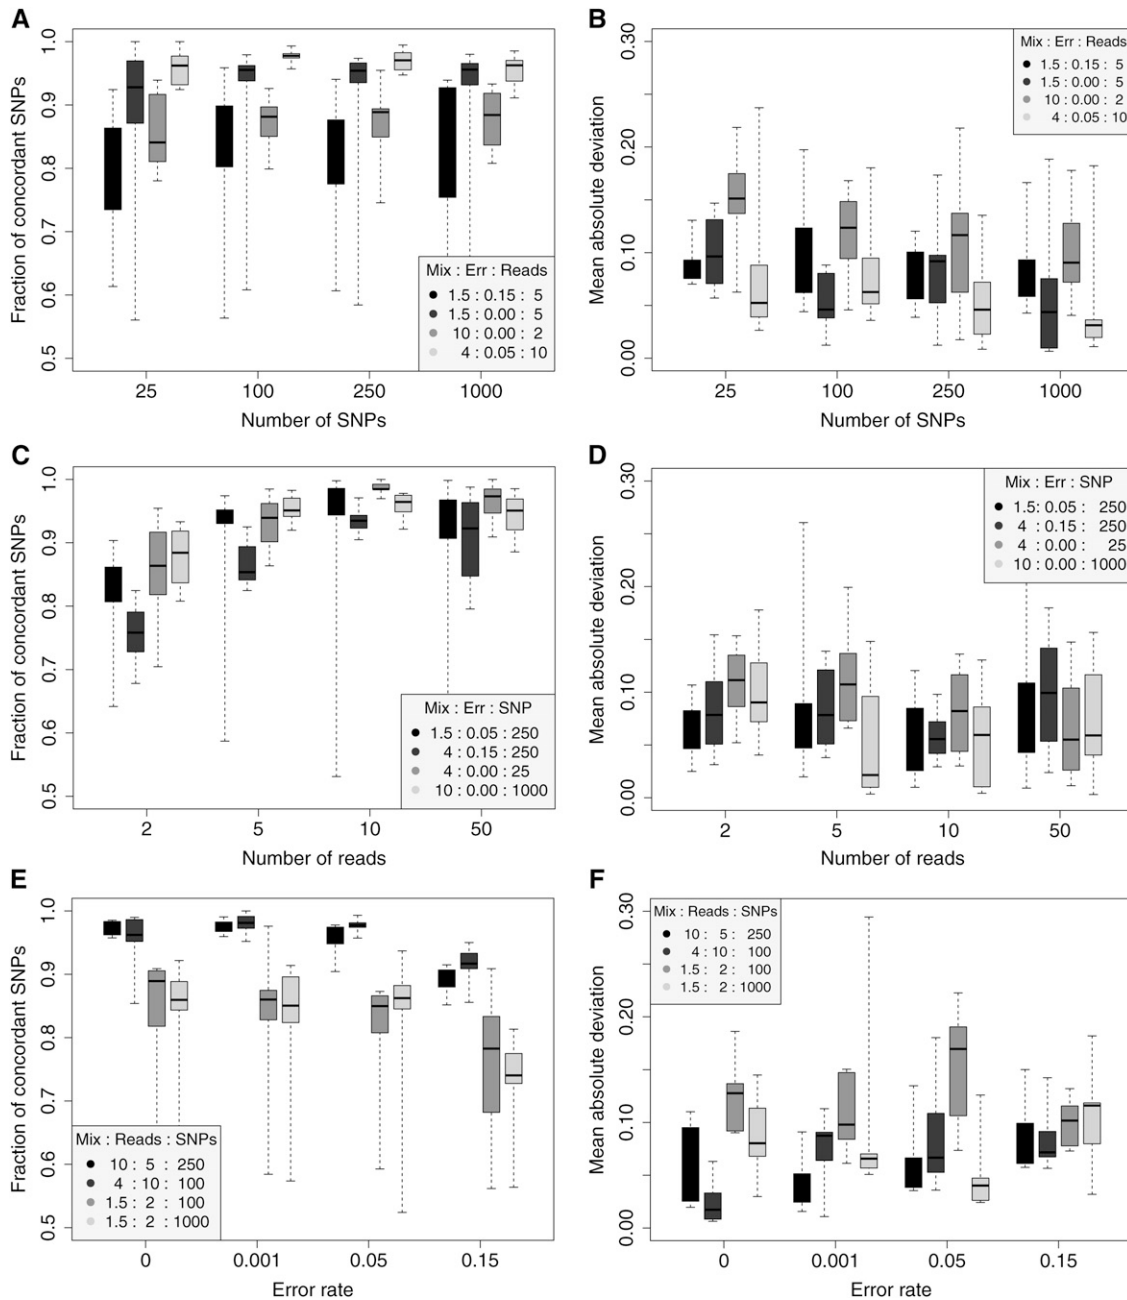 A
Fraction of concordant SNPs
1.0
0.9
0.8
0.7
0.6
0.5
Mix : Err : Reads
1.5 : 0.15 : 5
1.5 : 0.00 : 5
10 : 0.00 : 2
4 : 0.05 : 10
25 100 250 1000
Number of SNPs
B
Mean absolute deviation
0.30
0.20
0.10
0.00
Mix : Err : Reads
1.5 : 0.15 : 5
1.5 : 0.00 : 5
10 : 0.00 : 2
4 : 0.05 : 10
25 100 250 1000
Number of SNPs
C
Fraction of concordant SNPs
1.0
0.9
0.8
0.7
0.6
0.5
Mix : Err : SNP
1.5 : 0.05 : 250
4 : 0.15 : 250
4 : 0.00 : 25
10 : 0.00 : 1000
2 5 10 50
Number of reads
D
Mean absolute deviation
0.30
0.20
0.10
0.00
Mix : Err : SNP
1.5 : 0.05 : 250
4 : 0.15 : 250
4 : 0.00 : 25
10 : 0.00 : 1000
2 5 10 50
Number of reads
E
Fraction of concordant SNPs
1.0
0.9
0.8
0.7
0.6
0.5
Mix : Reads : SNPs
10 : 5 : 250
4 : 10 : 100
1.5 : 2 : 100
1.5 : 2 : 1000
0 0.001 0.05 0.15
Error rate
F
Mean absolute deviation
0.30
0.20
0.10
0.00
Mix : Reads : SNPs
10 : 5 : 250
4 : 10 : 100
1.5 : 2 : 100
1.5 : 2 : 1000
0 0.001 0.05 0.15
Error rate